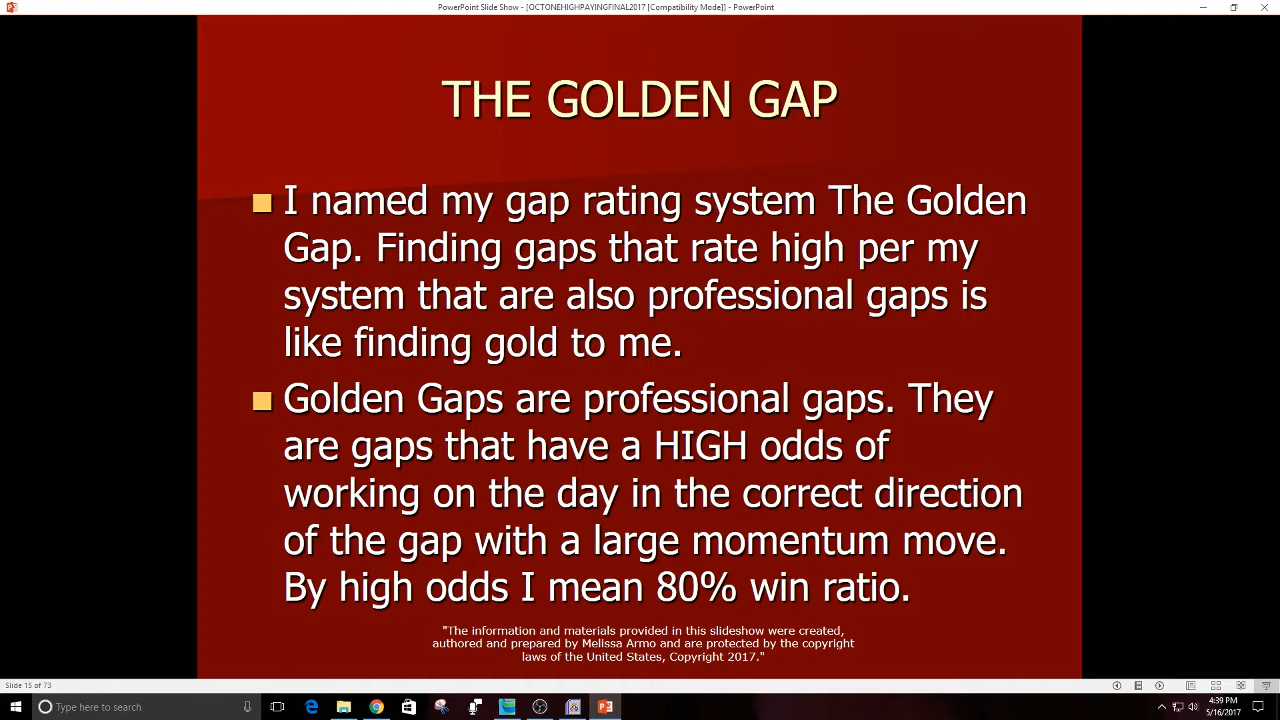 PowerPoint Slide Show - [OCTONEHIGHPAYINGFINAL2017 [Compatibility Mode]] - PowerPoint
THE GOLDEN GAP
I named my gap rating system The Golden
Gap. Finding gaps that rate high per my
system that are also professional gaps is
like finding gold to me.
Golden Gaps are professional gaps. They
are gaps that have a HIGH odds of
working on the day in the correct direction
of the gap with a large momentum move.
By high odds I mean 80% win ratio.
"The information and materials provided in this slideshow were created,
authored and prepared by Melissa Armo and are protected by the copyright
laws of the United States, Copyright 2017."
Slide 15 of 73
Type here to search
4:39 PM
5/16/2017